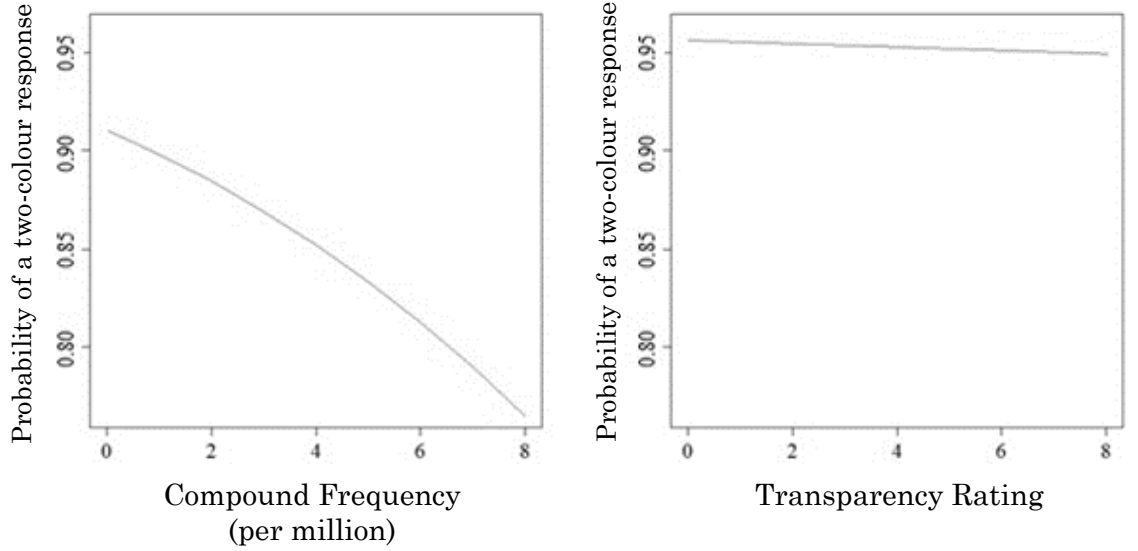 Probability of a two-colour response
0.95
0.90
0.85
0.80
0 2 4 6 8
Compound Frequency
(per million)
Probability of a two-colour response
0.95
0.90
0.85
0.80
0 2 4 6 8
Transparency Rating